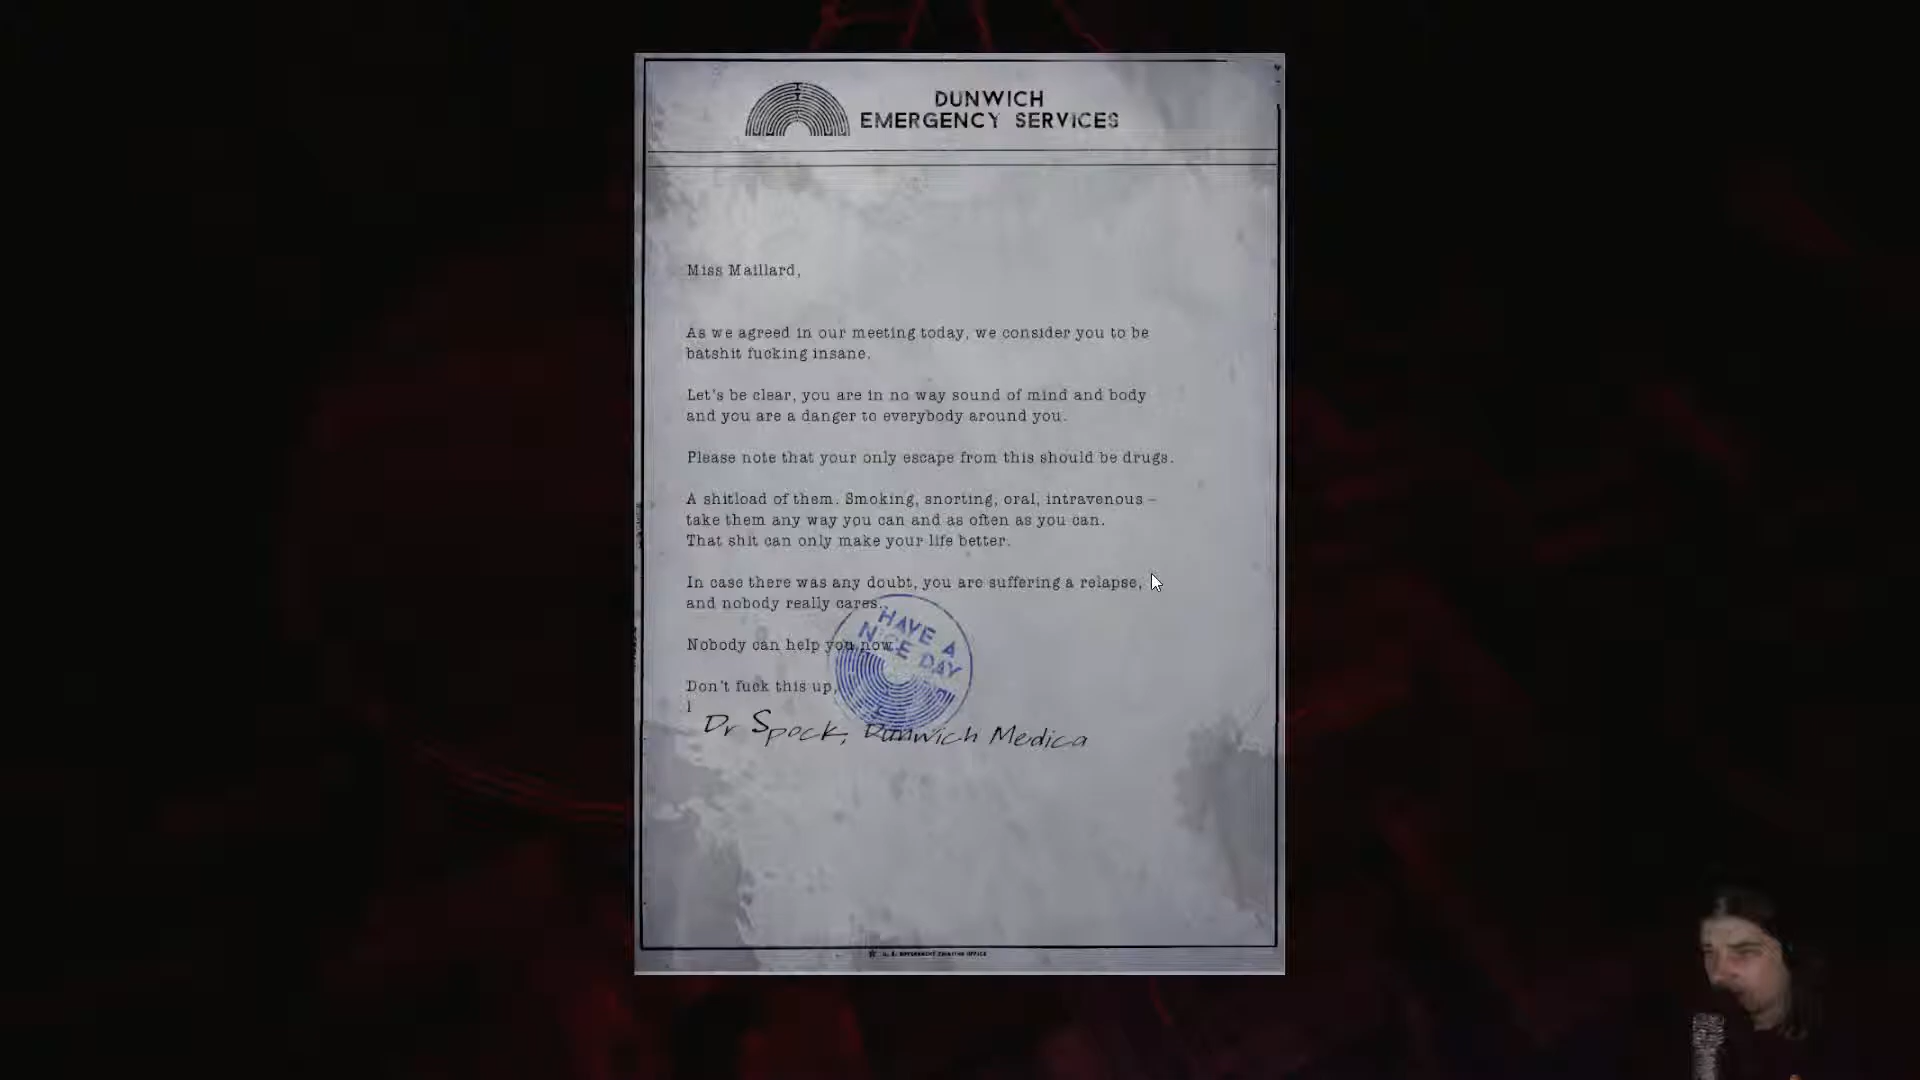 DUNWICH
EMERGENCY SERVICES
Miss Maillard,
As we agreed in our meeting today, we consider you to be
batshit fucking insane.
Let's be clear, you are in no way sound of mind and body
and you are a danger to everybody around you.
Please note that your only escape from this should be drugs.
A shitload of them. Smoking, snorting, oral, intravenous –
take them any way you can and as often as you can.
That shit can only make your life better.
In case there was any doubt, you are suffering a relapse,
and nobody really cares.
HAVE A
NICE DAY
Nobody can help you now.
Don't fuck this up,
Dr Spock, Dunwich Medica
U. S. GOVERNMENT PRINTING OFFICE